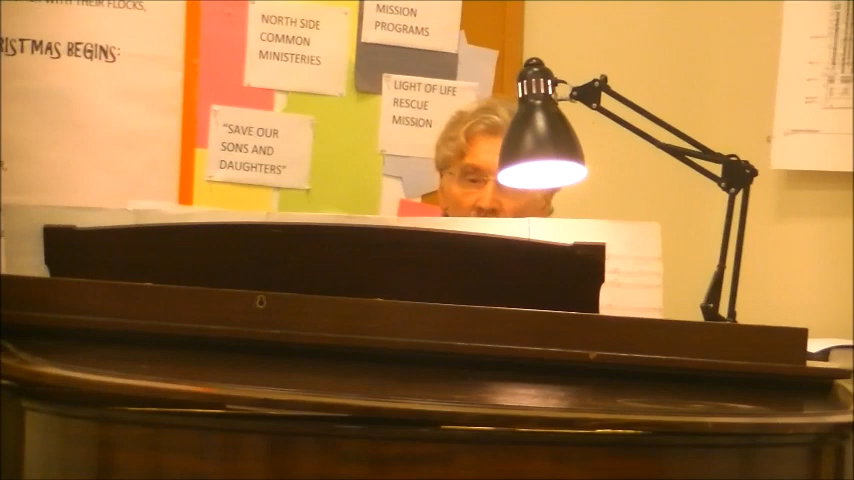 WITH THEIR FLOCKS,
BEGINS:
NORTH SIDE
COMMON
MINISTERIES
MISSION
PROGRAMS
LIGHT OF LIFE
RESCUE
MISSION
"SAVE OUR
SONS AND
DAUGHTERS"